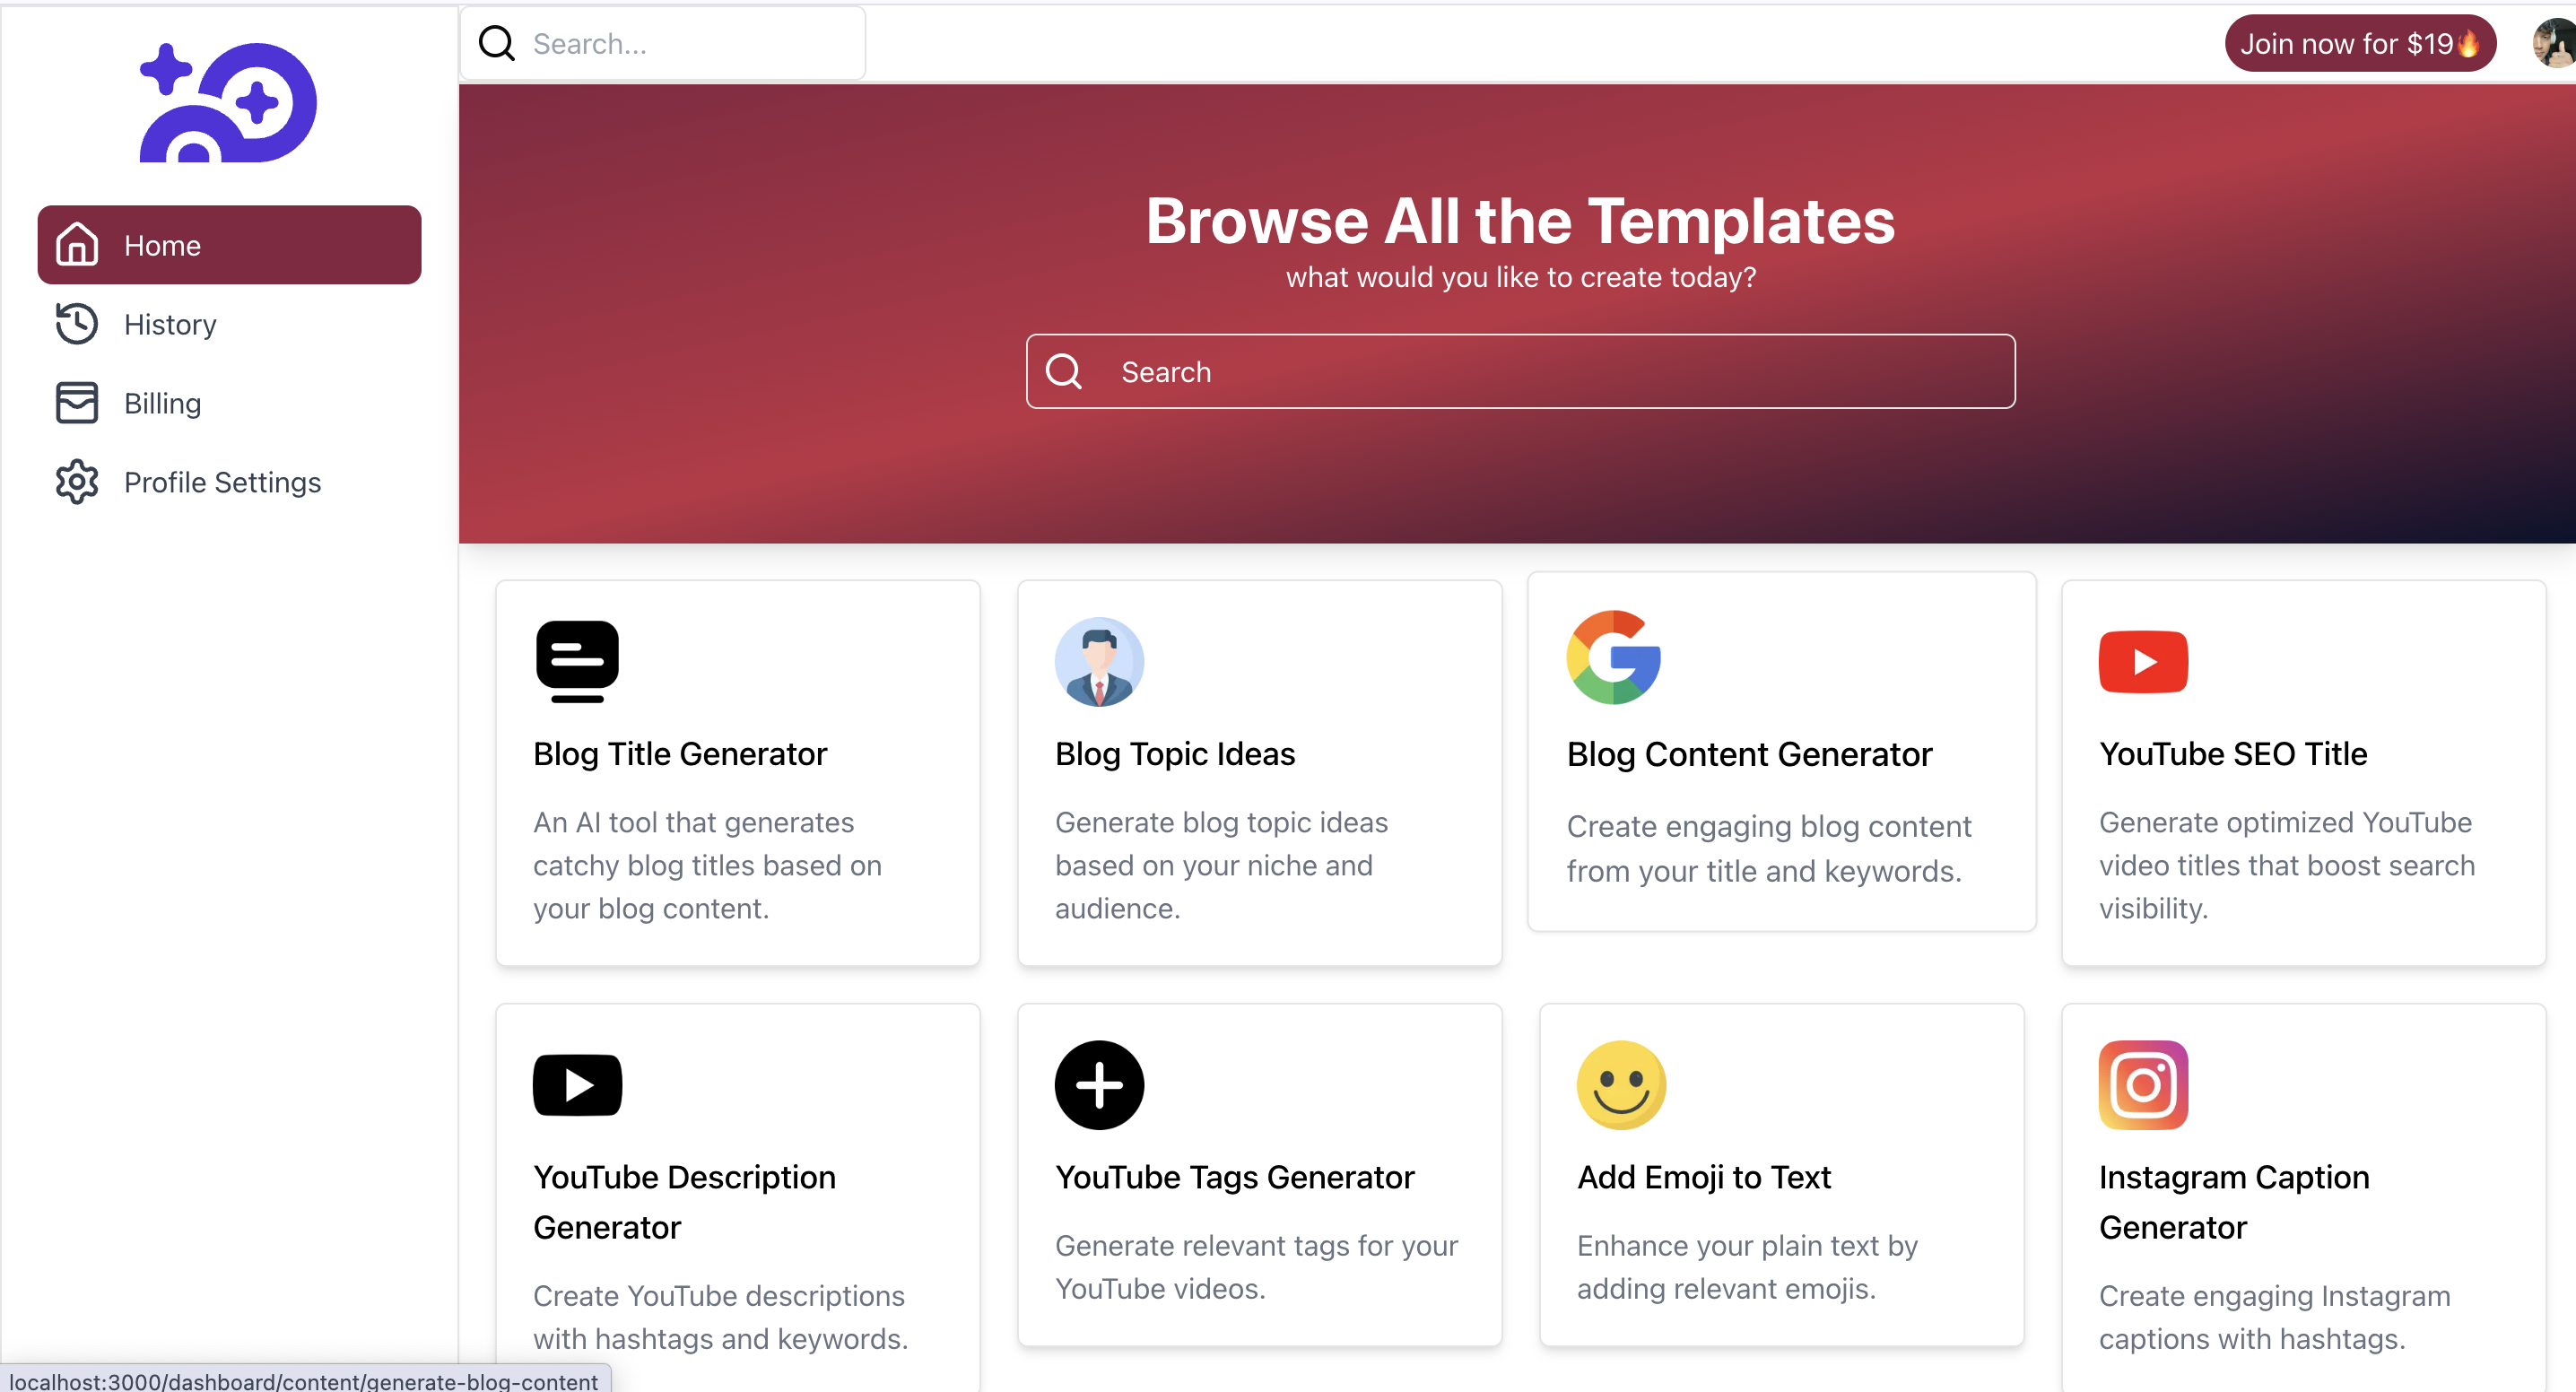 Search...
Join now for $19🔥
Home
History
Billing
Profile Settings
Browse All the Templates
what would you like to create today?
Search
Blog Title Generator
An AI tool that generates
catchy blog titles based on
your blog content.
Blog Topic Ideas
Generate blog topic ideas
based on your niche and
audience.
Blog Content Generator
Create engaging blog content
from your title and keywords.
YouTube SEO Title
Generate optimized YouTube
video titles that boost search
visibility.
YouTube Description
Generator
Create YouTube descriptions
with hashtags and keywords.
YouTube Tags Generator
Generate relevant tags for your
YouTube videos.
Add Emoji to Text
Enhance your plain text by
adding relevant emojis.
Instagram Caption
Generator
Create engaging Instagram
captions with hashtags.
localhost:3000/dashboard/content/generate-blog-content